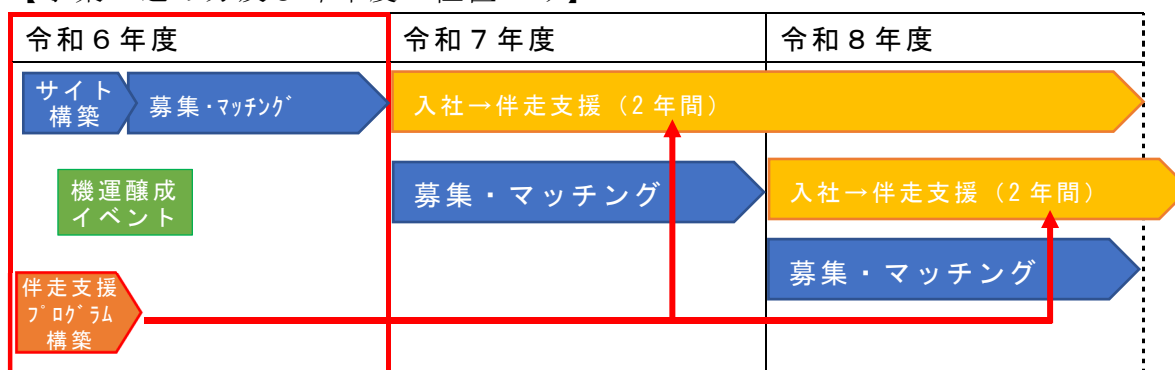 令和６年度
令和７年度
令和８年度
サイト
構築
募集・ﾏｯﾁﾝｸﾞ
入社→伴走支援（２年間）
機運醸成
イベント
募集・マッチング
入社→伴走支援（２年間）
募集・マッチング
伴走支援
ﾌﾟﾛｸﾞﾗﾑ
構築